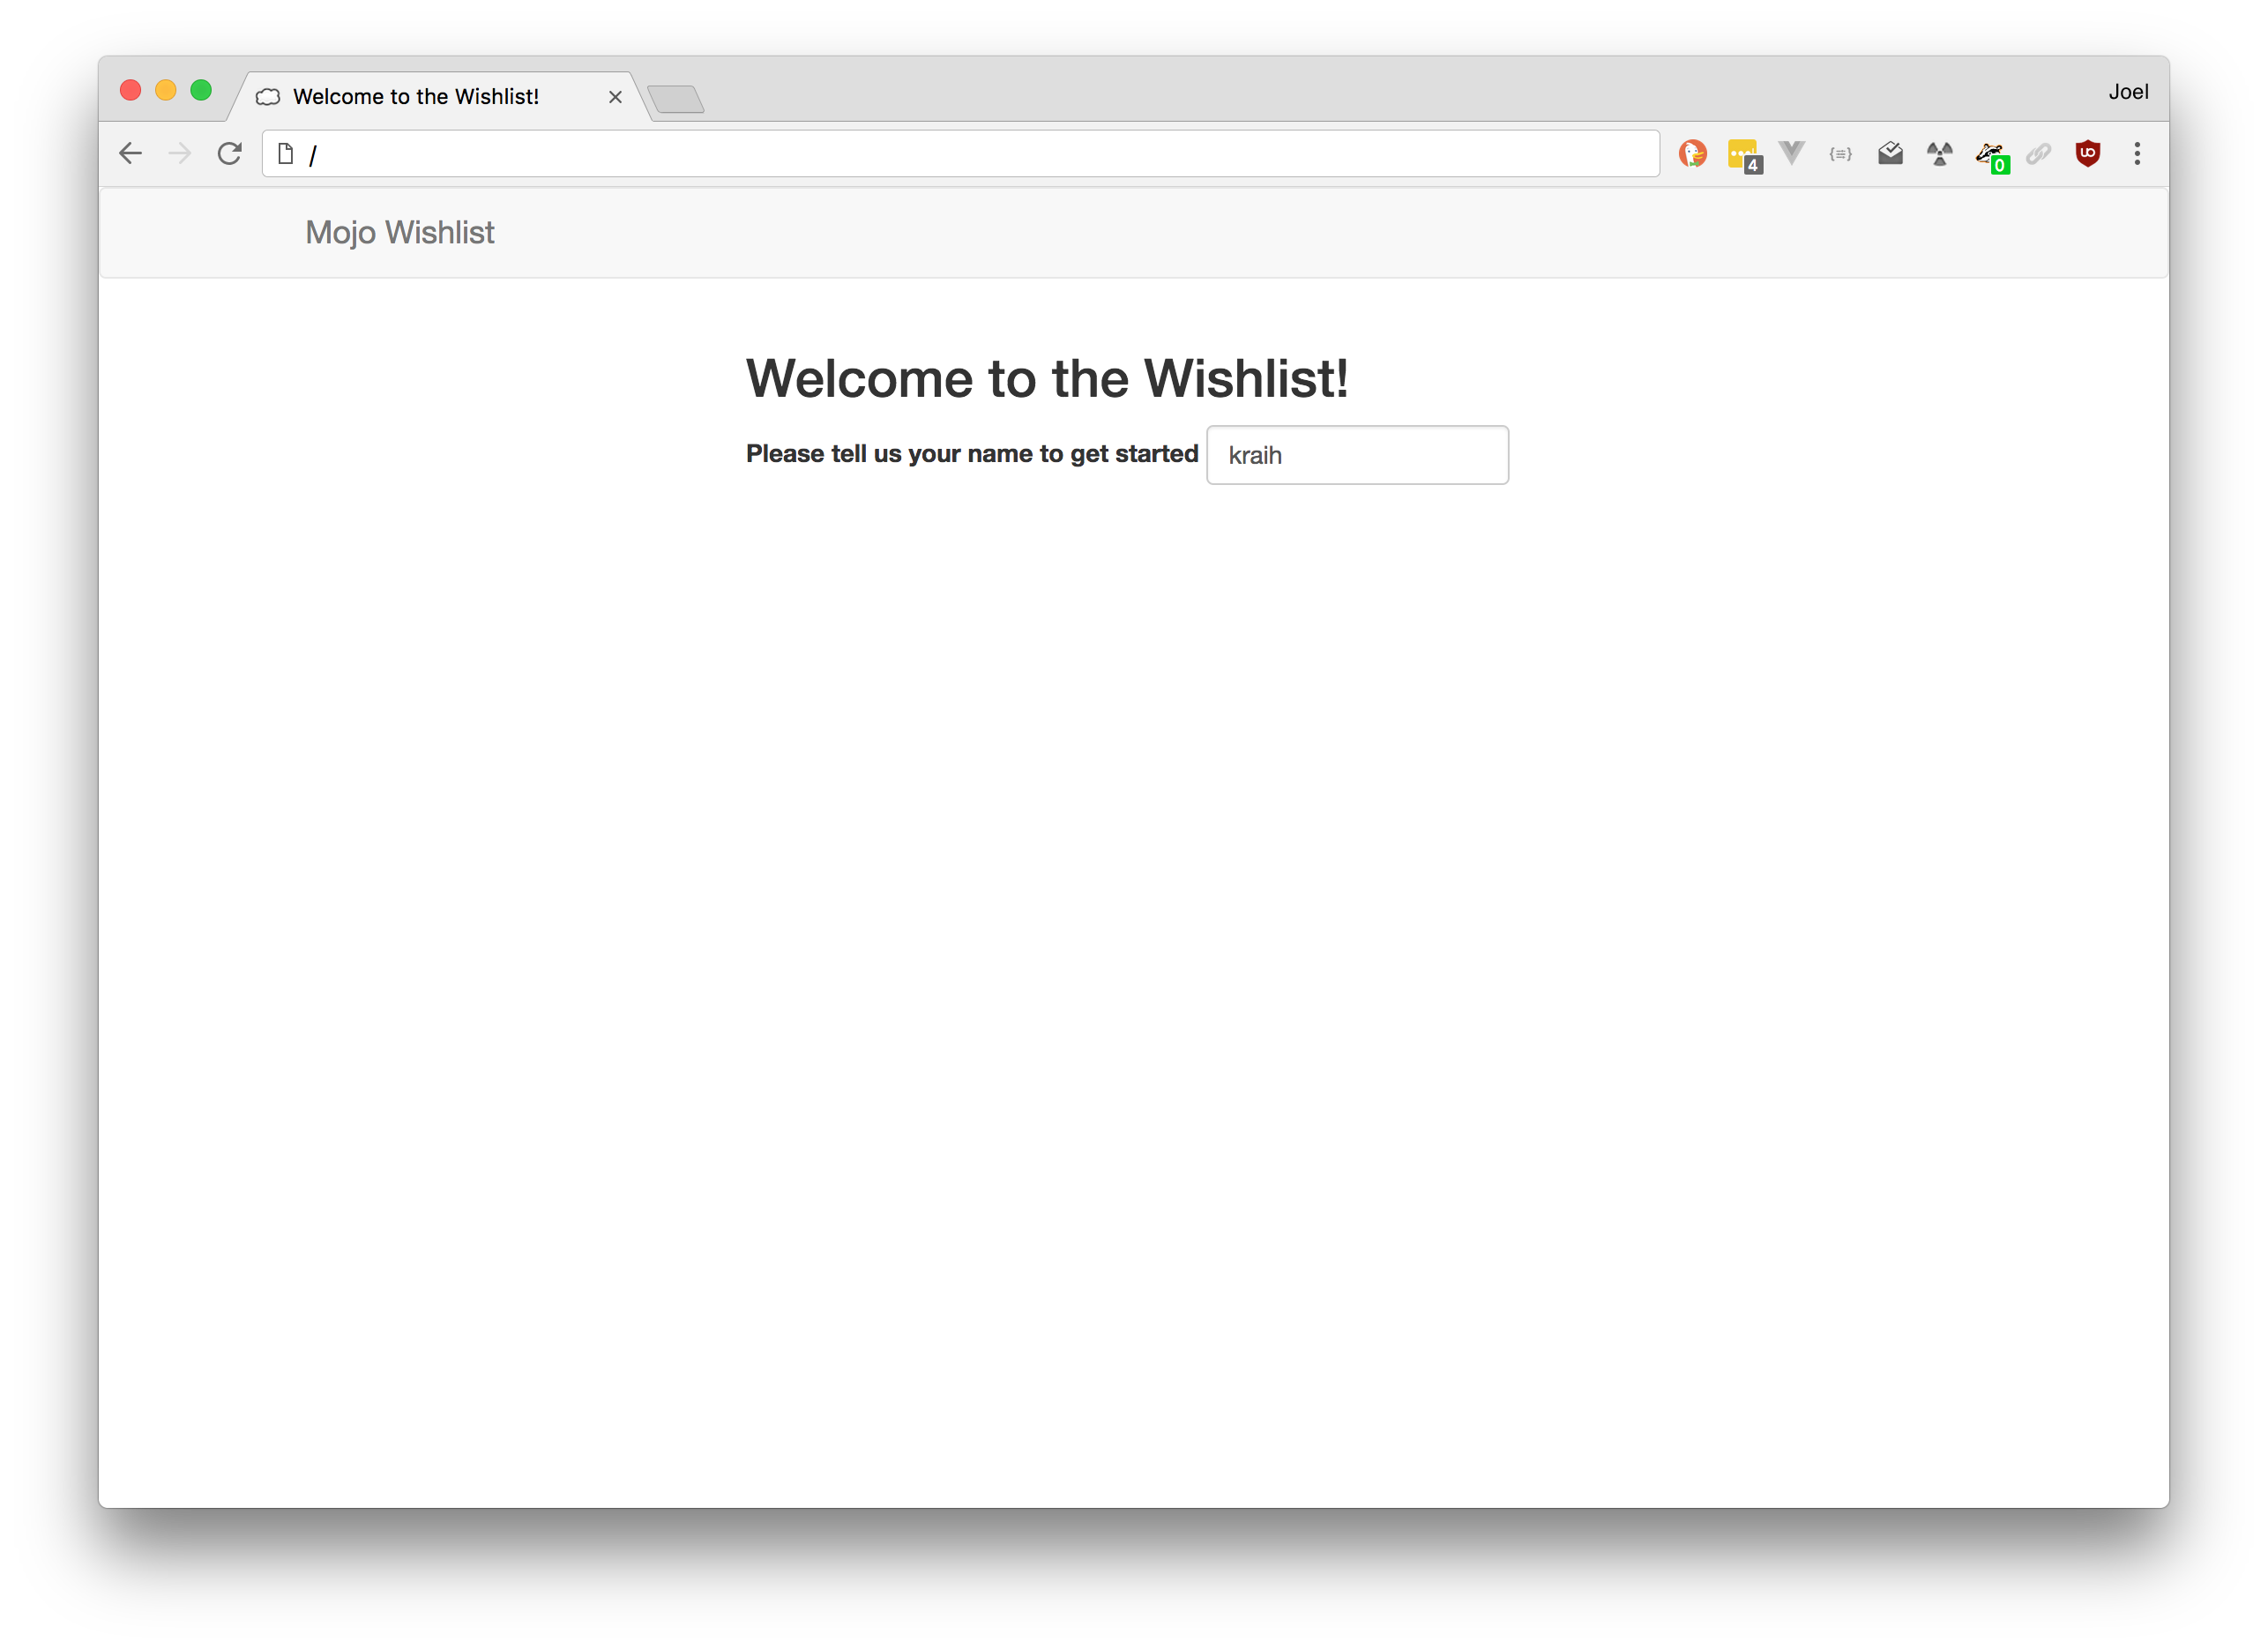 Welcome to the Wishlist!
Joel
/
4
{≡}
0
Mojo Wishlist
Welcome to the Wishlist!
Please tell us your name to get started kraih